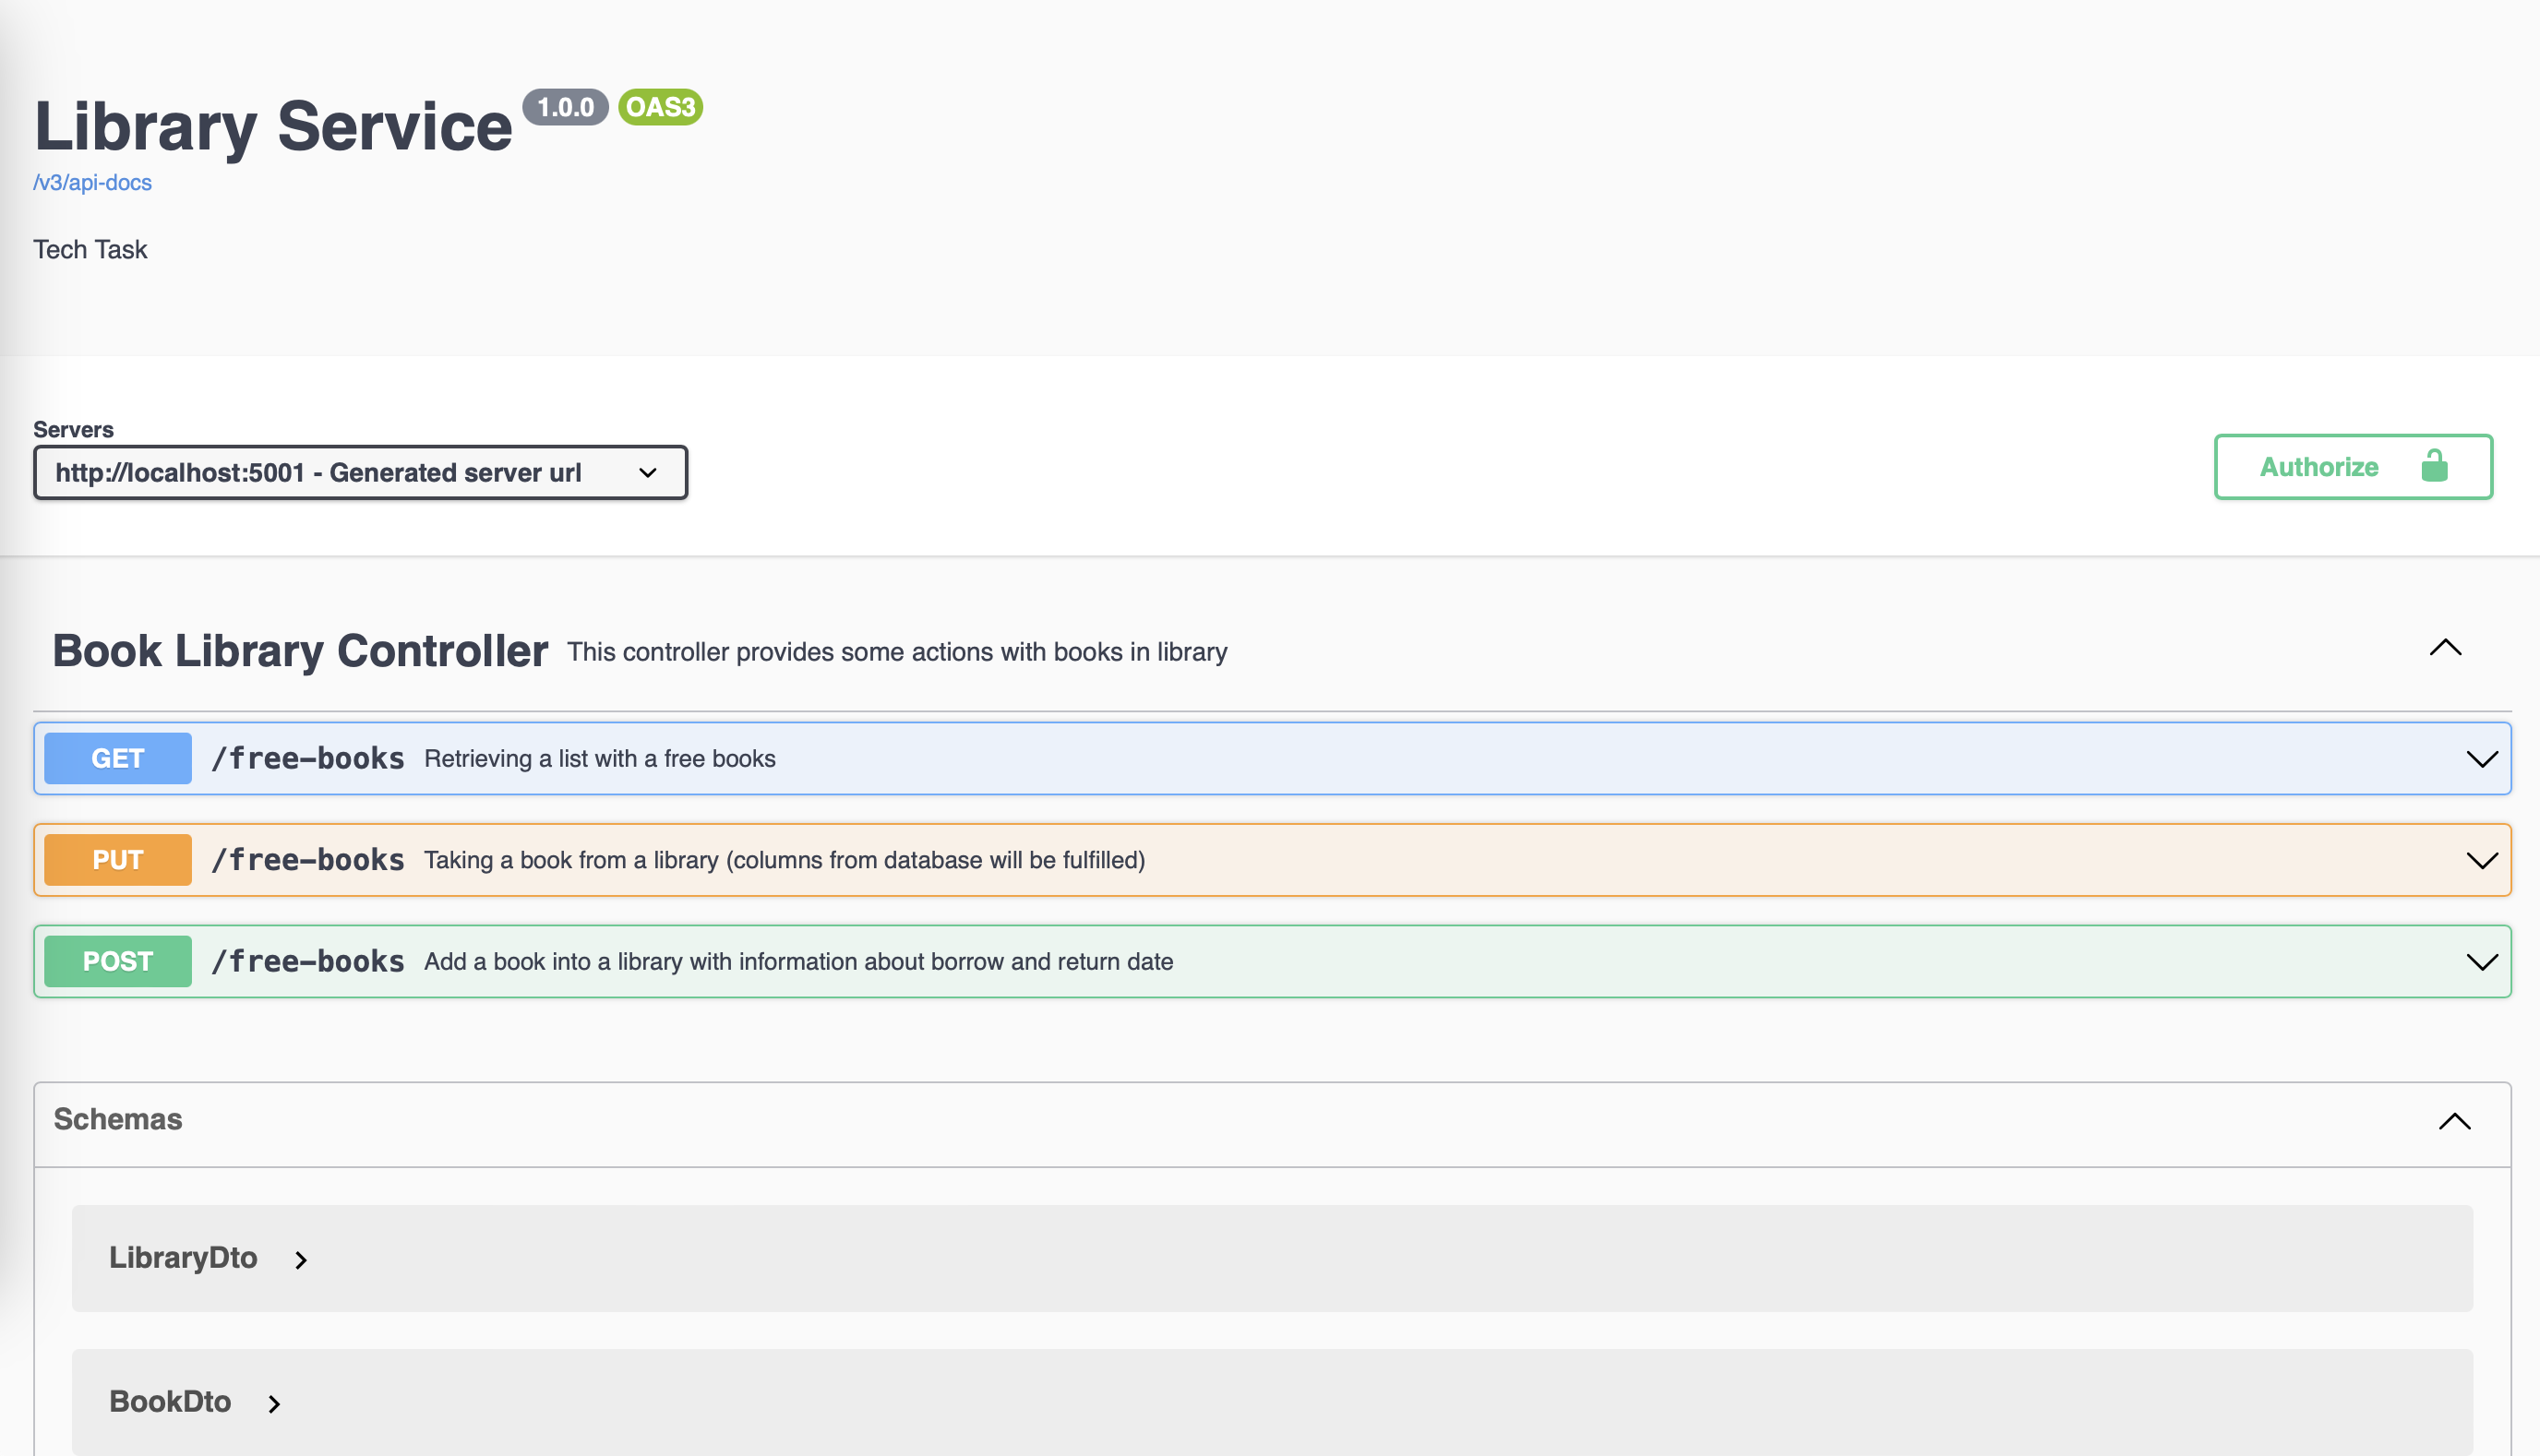 Library Service 1.0.0 OAS3
/v3/api-docs
Tech Task
Servers
http://localhost:5001 - Generated server url
Authorize
Book Library Controller This controller provides some actions with books in library
GET /free-books Retrieving a list with a free books
PUT /free-books Taking a book from a library (columns from database will be fulfilled)
POST /free-books Add a book into a library with information about borrow and return date
Schemas
LibraryDto
BookDto